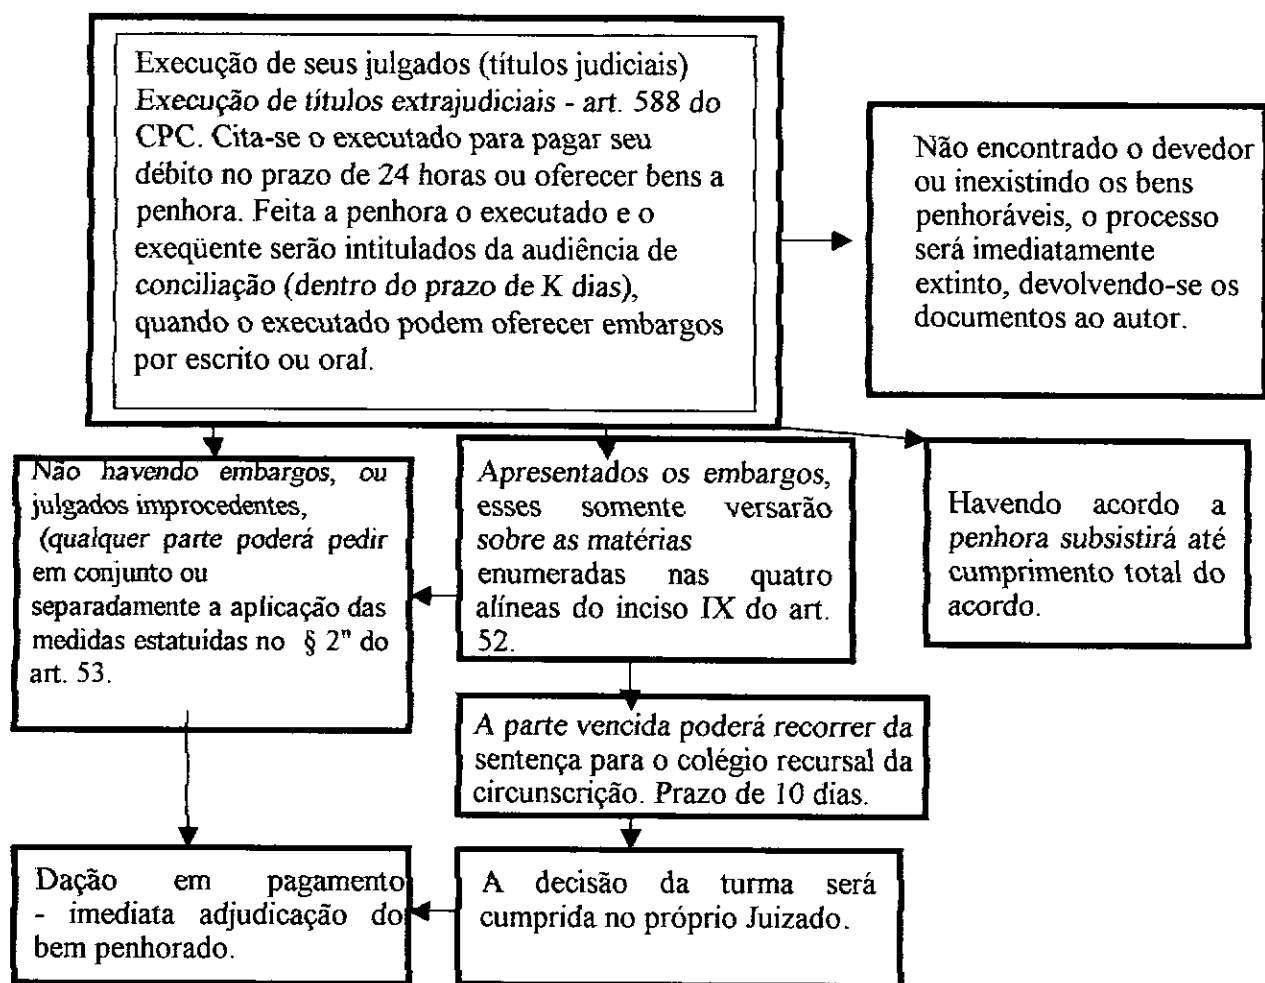 Execução de seus julgados (títulos judiciais)
Execução de títulos extrajudiciais - art. 588 do
CPC. Cita-se o executado para pagar seu
débito no prazo de 24 horas ou oferecer bens a
penhora. Feita a penhora o executado e o
exeqüente serão intitulados da audiência de
conciliação (dentro do prazo de K dias),
quando o executado podem oferecer embargos
por escrito ou oral.
Não encontrado o devedor
ou inexistindo os bens
penhoráveis, o processo
será imediatamente
extinto, devolvendo-se os
documentos ao autor.
Não havendo embargos, ou
julgados improcedentes,
(qualquer parte poderá pedir
em conjunto ou
separadamente a aplicação das
medidas estatuídas no § 2" do
art. 53.
Apresentados os embargos,
esses somente versarão
sobre as matérias
enumeradas nas quatro
alíneas do inciso IX do art.
52.
Havendo acordo a
penhora subsistirá até
cumprimento total do
acordo.
A parte vencida poderá recorrer da
sentença para o colégio recursal da
circunscrição. Prazo de 10 dias.
Dação em pagamento
- imediata adjudicação do
bem penhorado.
A decisão da turma será
cumprida no próprio Juizado.